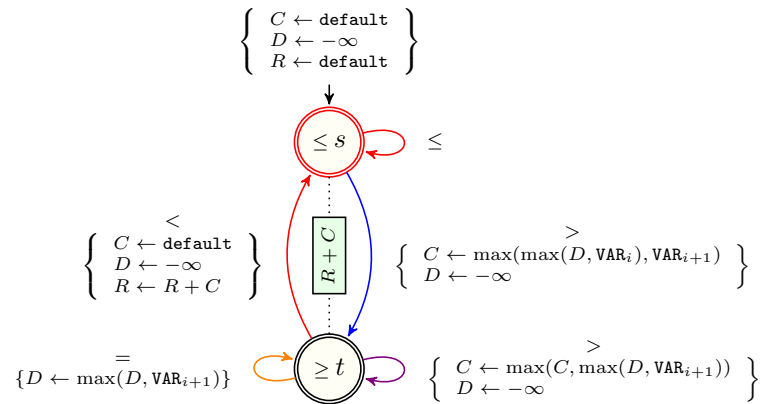 C ← default
D ← −∞
R ← default
≤ s
≤
<
C ← default
D ← −∞
R ← R + C
R + C
>
C ← max(max(D, VAR_i), VAR_{i+1})
D ← −∞
=
{D ← max(D, VAR_{i+1})}
≥ t
>
C ← max(C, max(D, VAR_{i+1}))
D ← −∞